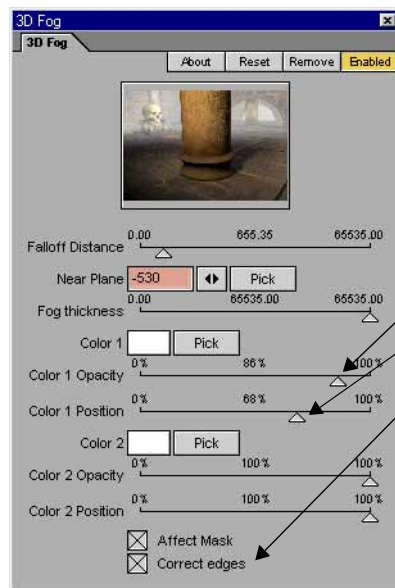 3D Fog
3D Fog
About Reset Remove Enabled
0.00 655.35 65535.00
Falloff Distance
Near Plane -530 Pick
0.00 65535.00 65535.00
Fog thickness
Color 1 Pick
0% 86% 100%
Color 1 Opacity
0% 68% 100%
Color 1 Position
Color 2 Pick
0% 100% 100%
Color 2 Opacity
0% 100% 100%
Color 2 Position
Affect Mask
Correct edges